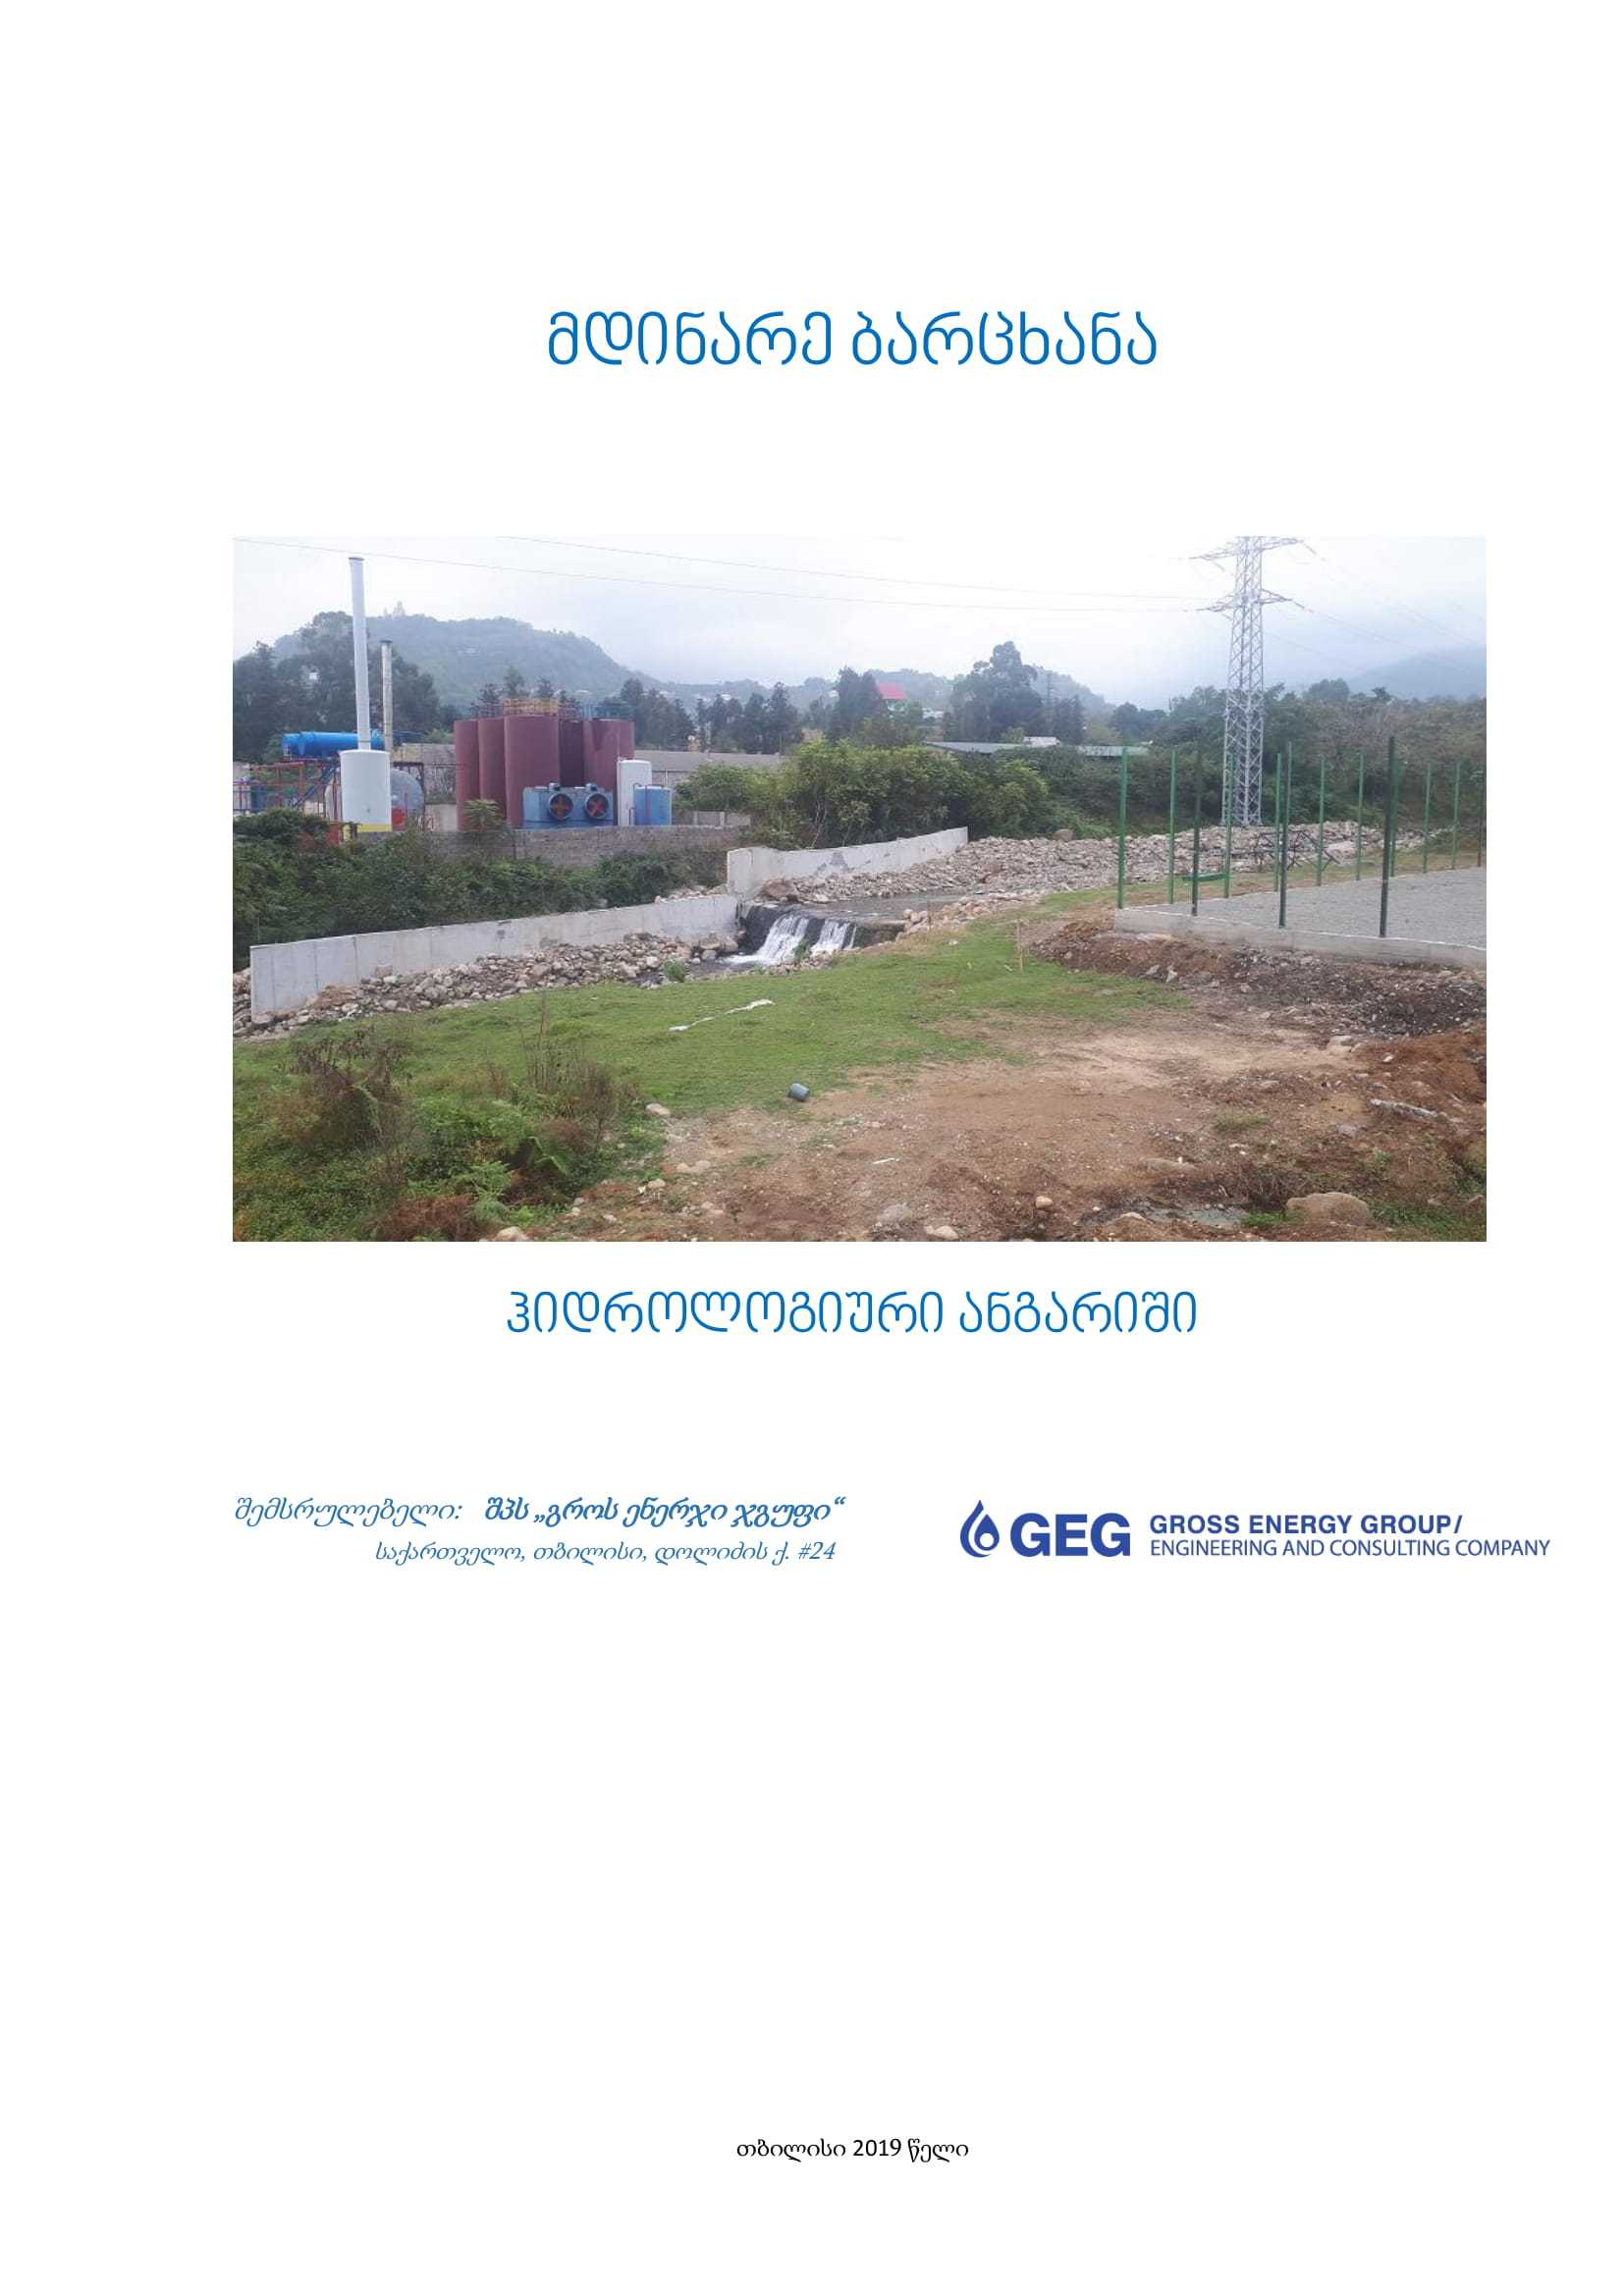 მდინარე ბარცხანა
ჰიდროლოგიური ანგარიში
შემსრულებელი: შპს „გროს ენერჯი ჯგუფი“
საქართველო, თბილისი, დოლიძის ქ. #24
GEG GROSS ENERGY GROUP/
ENGINEERING AND CONSULTING COMPANY
თბილისი 2019 წელი